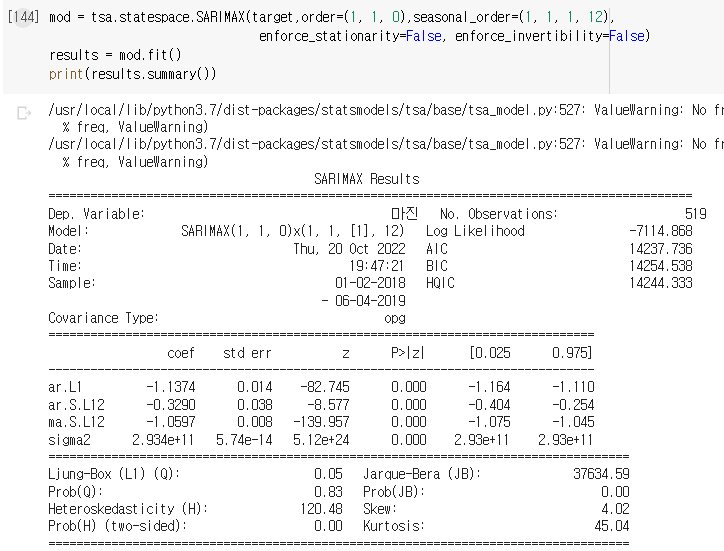 [144] mod = tsa.statespace.SARIMAX(target,order=(1, 1, 0),seasonal_order=(1, 1, 1, 12),
enforce_stationarity=False, enforce_invertibility=False)
results = mod.fit()
print(results.summary())
/usr/local/lib/python3.7/dist-packages/statsmodels/tsa/base/tsa_model.py:527: ValueWarning: No fr
% freq, ValueWarning)
/usr/local/lib/python3.7/dist-packages/statsmodels/tsa/base/tsa_model.py:527: ValueWarning: No fr
% freq, ValueWarning)
SARIMAX Results
==========================================================================================
Dep. Variable: 마진 No. Observations: 519
Model: SARIMAX(1, 1, 0)x(1, 1, [1], 12) Log Likelihood -7114.868
Date: Thu, 20 Oct 2022 AIC 14237.736
Time: 19:47:21 BIC 14254.538
Sample: 01-02-2018 HQIC 14244.333
- 06-04-2019
Covariance Type: opg
==============================================================================
coef std err z P>|z| [0.025 0.975]
------------------------------------------------------------------------------
ar.L1 -1.1374 0.014 -82.745 0.000 -1.164 -1.110
ar.S.L12 -0.3290 0.038 -8.577 0.000 -0.404 -0.254
ma.S.L12 -1.0597 0.008 -139.957 0.000 -1.075 -1.045
sigma2 2.934e+11 5.74e-14 5.12e+24 0.000 2.93e+11 2.93e+11
===================================================================================
Ljung-Box (L1) (Q): 0.05 Jarque-Bera (JB): 37634.59
Prob(Q): 0.83 Prob(JB): 0.00
Heteroskedasticity (H): 120.48 Skew: 4.02
Prob(H) (two-sided): 0.00 Kurtosis: 45.04
===================================================================================